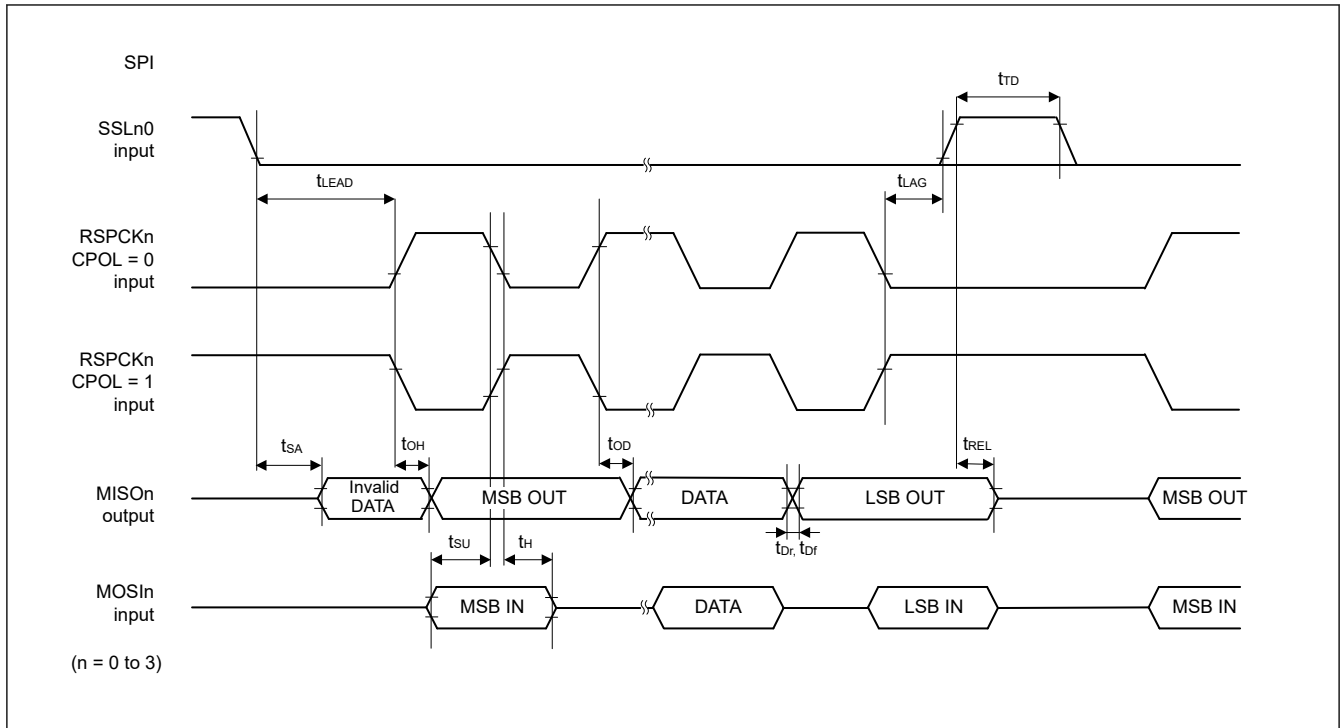 SPI
tTD
SSLn0
input
tLEAD
tLAG
RSPCKn
CPOL = 0
input
RSPCKn
CPOL = 1
input
tSA
tOH
tOD
tREL
MISOn
output
Invalid
DATA
MSB OUT
DATA
LSB OUT
MSB OUT
tSU
tH
tDr, tDf
MOSIn
input
MSB IN
DATA
LSB IN
MSB IN
(n = 0 to 3)